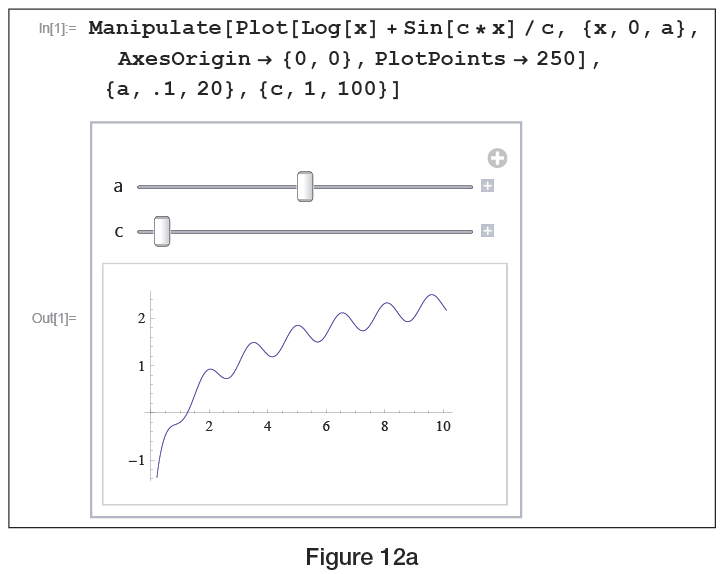 In[1]:= Manipulate[Plot[Log[x] + Sin[c * x] / c, {x, 0, a},
AxesOrigin → {0, 0}, PlotPoints → 250],
{a, .1, 20}, {c, 1, 100}]
a
c
Out[1]=
2
1
2 4 6 8 10
−1
Figure 12a